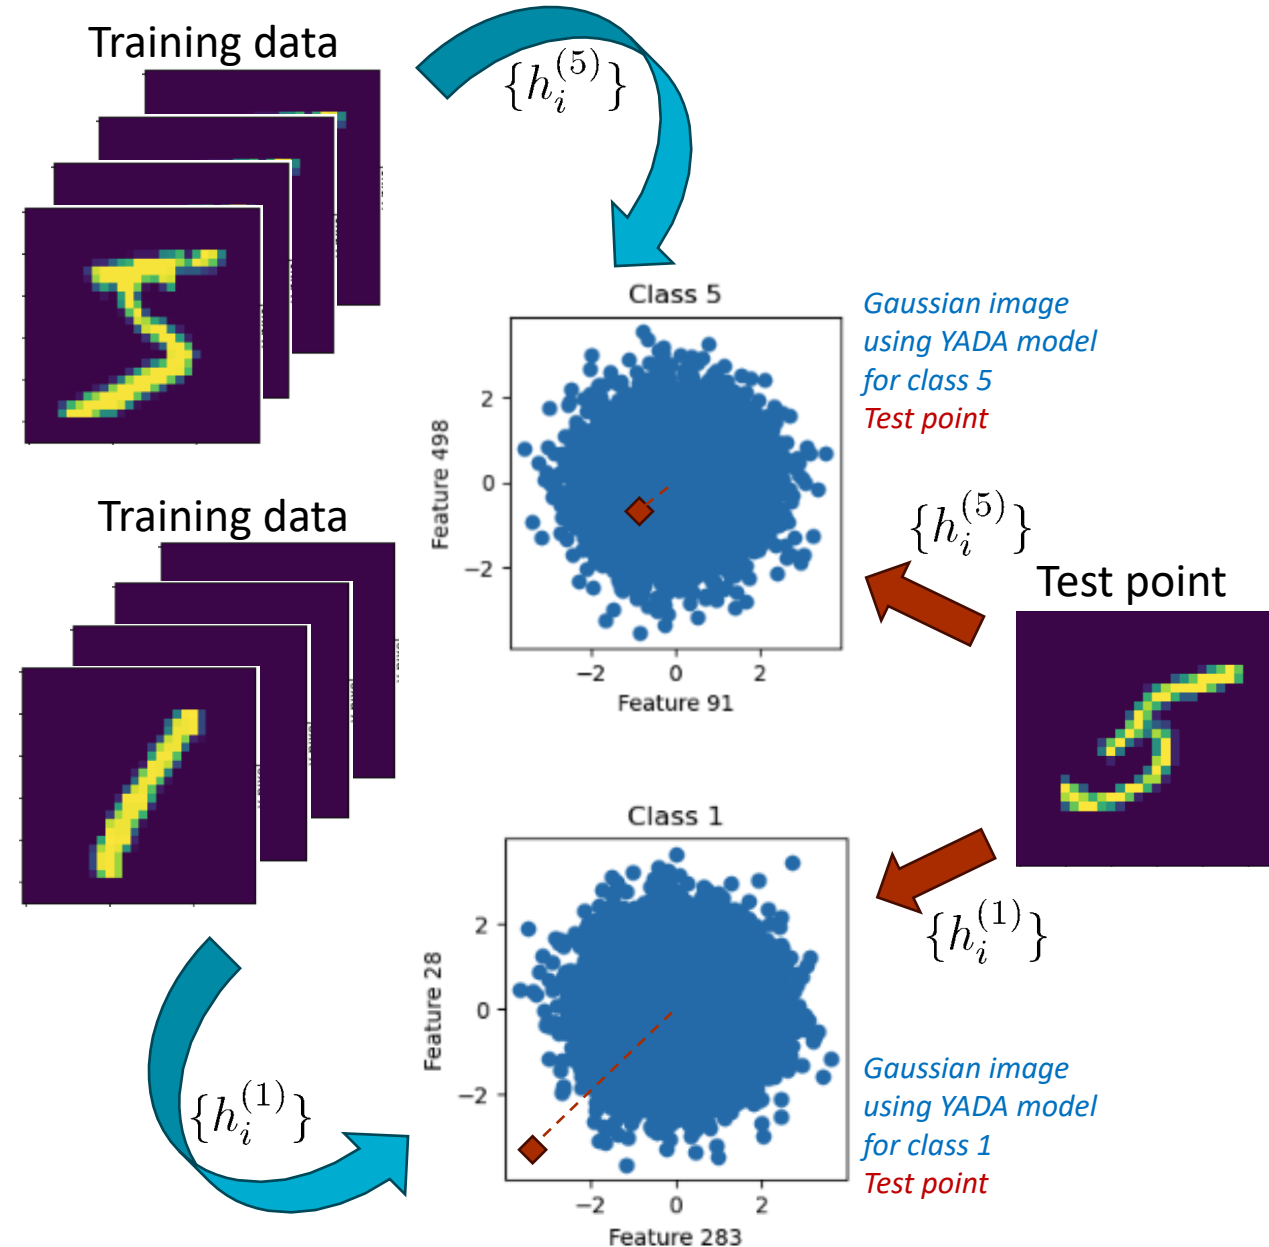 Training data
{h_i^{(5)}}
Class 5
2
0
−2
Feature 498
−2 0 2
Feature 91
Gaussian image
using YADA model
for class 5
Test point
Training data
{h_i^{(5)}}
Test point
{h_i^{(1)}}
Class 1
2
0
−2
Feature 28
−2 0 2
Feature 283
{h_i^{(1)}}
Gaussian image
using YADA model
for class 1
Test point